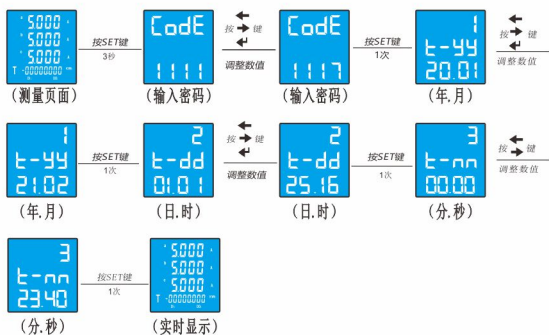 5.000
5.000
5.000
T -00000000
(测量页面)
按SET键
3秒
CodE
1111
(输入密码)
按 键
调整数值
CodE
1117
(输入密码)
按SET键
1次
1
t-yy
20.01
(年.月)
按 键
调整数值
1
t-yy
21.02
(年.月)
按SET键
1次
2
t-dd
01.01
(日.时)
按 键
调整数值
2
t-dd
25.16
(日.时)
按SET键
1次
3
t-nn
00.00
(分.秒)
按 键
调整数值
3
t-nn
23.40
(分.秒)
按SET键
1次
5.000
5.000
5.000
T -00000000
(实时显示)